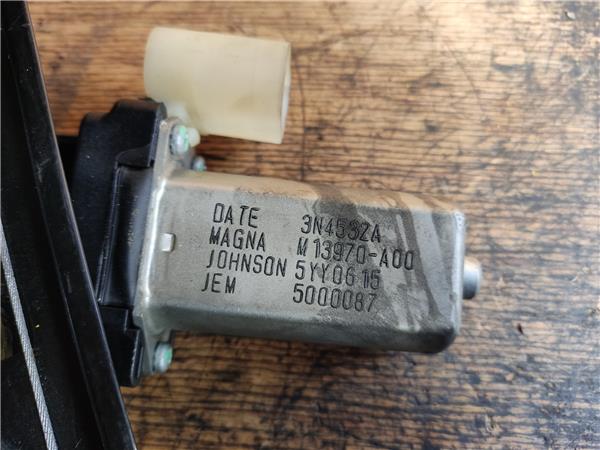 DATE 3N453ZA
MAGNA M13970-A00
JOHNSON 5YY0615
JEM 5000087